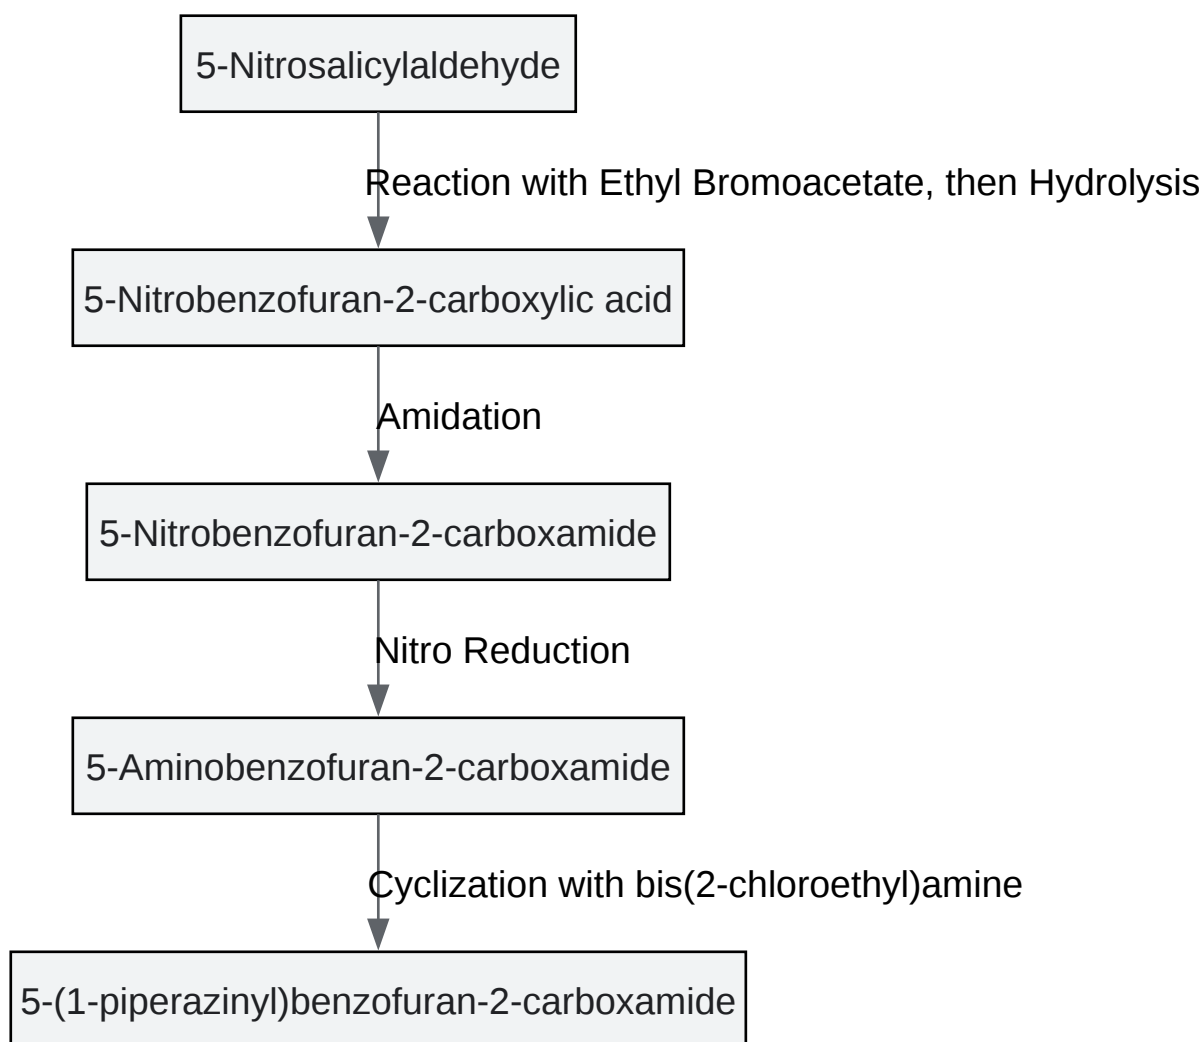 5-Nitrosalicylaldehyde
Reaction with Ethyl Bromoacetate, then Hydrolysis
5-Nitrobenzofuran-2-carboxylic acid
Amidation
5-Nitrobenzofuran-2-carboxamide
Nitro Reduction
5-Aminobenzofuran-2-carboxamide
Cyclization with bis(2-chloroethyl)amine
5-(1-piperazinyl)benzofuran-2-carboxamide